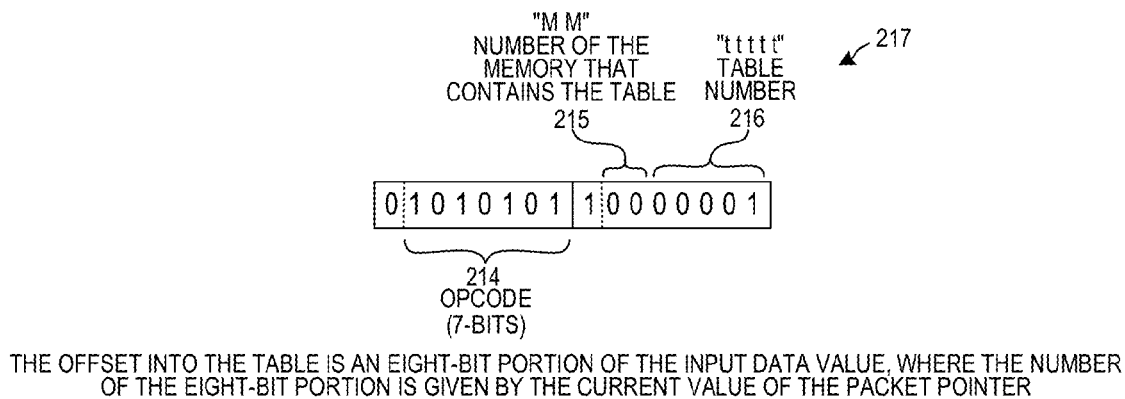 "M M"
NUMBER OF THE
MEMORY THAT
CONTAINS THE TABLE
215
"t t t t t"
TABLE
NUMBER
216
217
0 1 0 1 0 1 0 1 1 0 0 0 0 0 0 1
214
OPCODE
(7-BITS)
THE OFFSET INTO THE TABLE IS AN EIGHT-BIT PORTION OF THE INPUT DATA VALUE, WHERE THE NUMBER
OF THE EIGHT-BIT PORTION IS GIVEN BY THE CURRENT VALUE OF THE PACKET POINTER